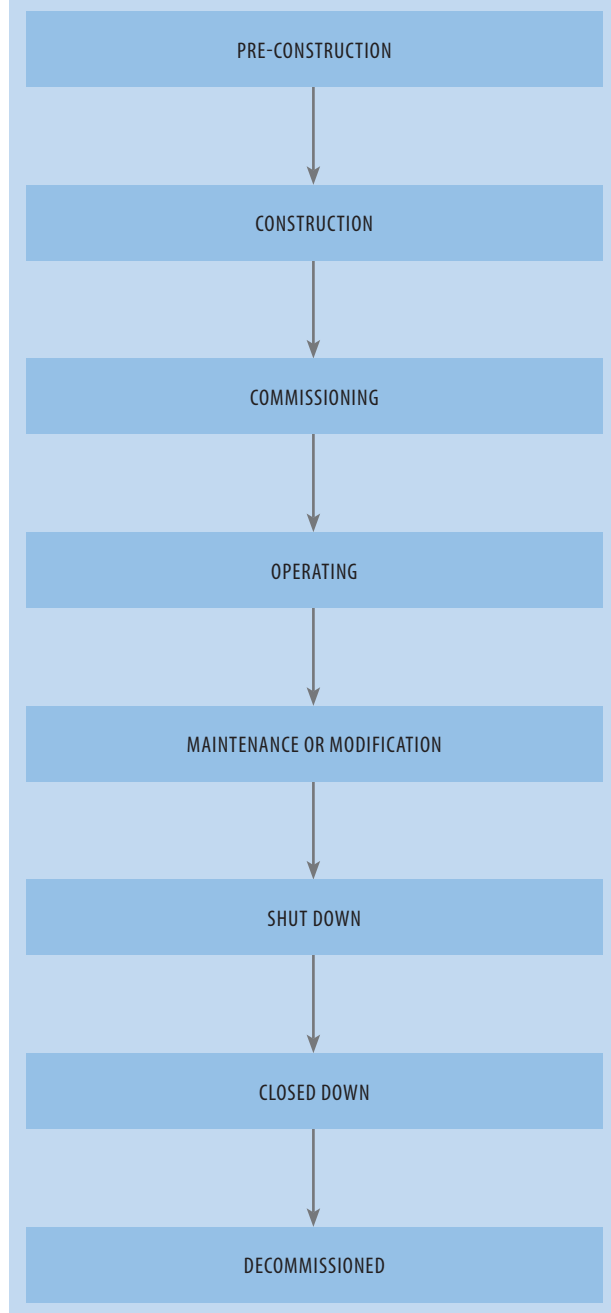 PRE-CONSTRUCTION
CONSTRUCTION
COMMISSIONING
OPERATING
MAINTENANCE OR MODIFICATION
SHUT DOWN
CLOSED DOWN
DECOMMISSIONED